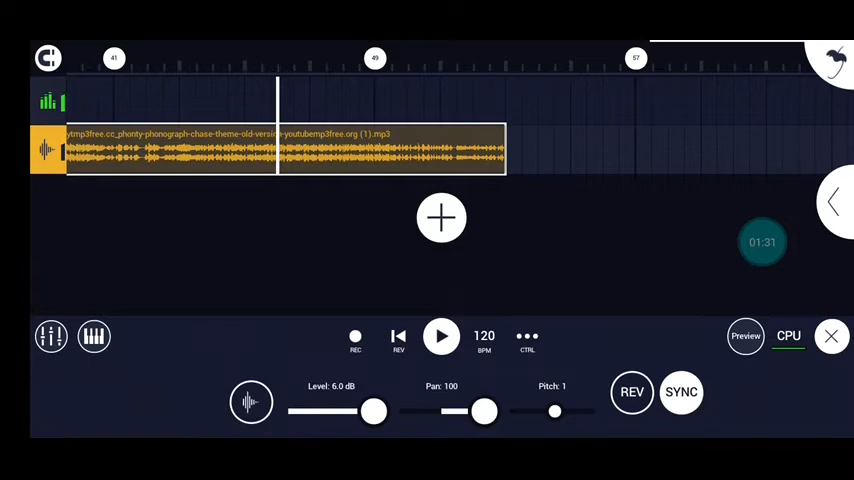 41 49 57
ytmp3free.cc_phonty-phonograph-chase-theme-old-version-youtubemp3free.org (1).mp3
01:31
120
Preview CPU
REC REV BPM CTRL
Level: 6.0 dB Pan: 100 Pitch: 1
REV SYNC